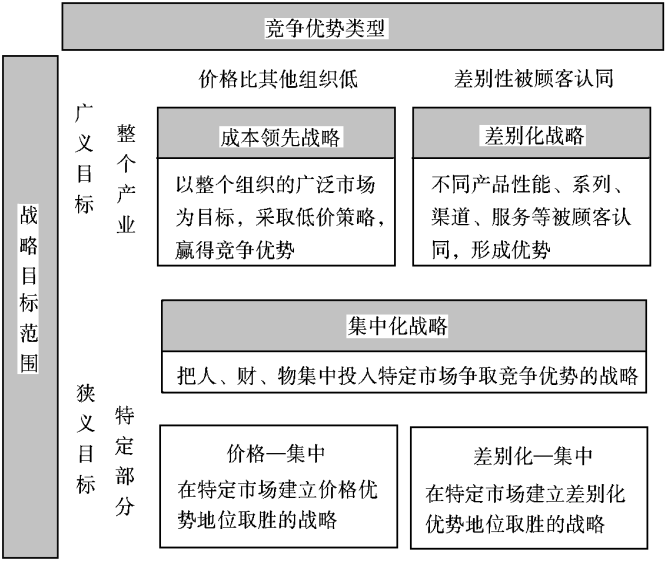 竞争优势类型
价格比其他组织低
差别性被顾客认同
战略目标范围
广义目标
整个产业
成本领先战略
以整个组织的广泛市场
为目标，采取低价策略，
赢得竞争优势
差别化战略
不同产品性能、系列、
渠道、服务等被顾客认
同，形成优势
狭义目标
特定部分
集中化战略
把人、财、物集中投入特定市场争取竞争优势的战略
价格—集中
在特定市场建立价格优
势地位取胜的战略
差别化—集中
在特定市场建立差别化
优势地位取胜的战略